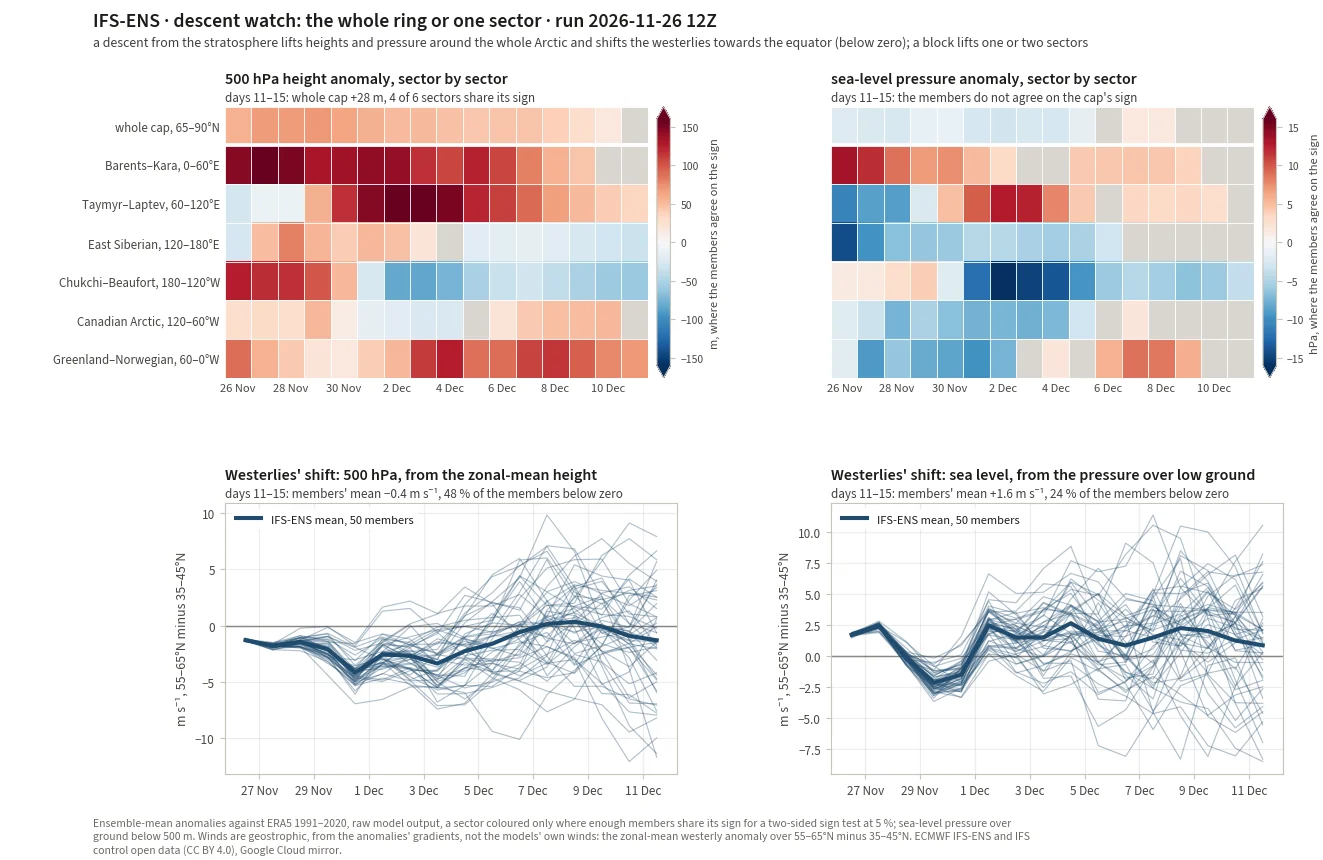 IFS-ENS · descent watch: the whole ring or one sector · run 2026-11-26 12Z
a descent from the stratosphere lifts heights and pressure around the whole Arctic and shifts the westerlies towards the equator (below zero); a block lifts one or two sectors
500 hPa height anomaly, sector by sector
days 11–15: whole cap +28 m, 4 of 6 sectors share its sign
whole cap, 65–90°N
Barents–Kara, 0–60°E
Taymyr–Laptev, 60–120°E
East Siberian, 120–180°E
Chukchi–Beaufort, 180–120°W
Canadian Arctic, 120–60°W
Greenland–Norwegian, 60–0°W
26 Nov 28 Nov 30 Nov 2 Dec 4 Dec 6 Dec 8 Dec 10 Dec
150
100
50
0
−50
−100
−150
m, where the members agree on the sign
sea-level pressure anomaly, sector by sector
days 11–15: the members do not agree on the cap's sign
26 Nov 28 Nov 30 Nov 2 Dec 4 Dec 6 Dec 8 Dec 10 Dec
15
10
5
0
−5
−10
−15
hPa, where the members agree on the sign
Westerlies' shift: 500 hPa, from the zonal-mean height
days 11–15: members' mean −0.4 m s⁻¹, 48 % of the members below zero
IFS-ENS mean, 50 members
10
5
0
−5
−10
m s⁻¹, 55–65°N minus 35–45°N
27 Nov 29 Nov 1 Dec 3 Dec 5 Dec 7 Dec 9 Dec 11 Dec
Westerlies' shift: sea level, from the pressure over low ground
days 11–15: members' mean +1.6 m s⁻¹, 24 % of the members below zero
IFS-ENS mean, 50 members
10.0
7.5
5.0
2.5
0.0
−2.5
−5.0
−7.5
m s⁻¹, 55–65°N minus 35–45°N
27 Nov 29 Nov 1 Dec 3 Dec 5 Dec 7 Dec 9 Dec 11 Dec
Ensemble-mean anomalies against ERA5 1991–2020, raw model output, a sector coloured only where enough members share its sign for a two-sided sign test at 5 %; sea-level pressure over
ground below 500 m. Winds are geostrophic, from the anomalies' gradients, not the models' own winds: the zonal-mean westerly anomaly over 55–65°N minus 35–45°N. ECMWF IFS-ENS and IFS
control open data (CC BY 4.0), Google Cloud mirror.